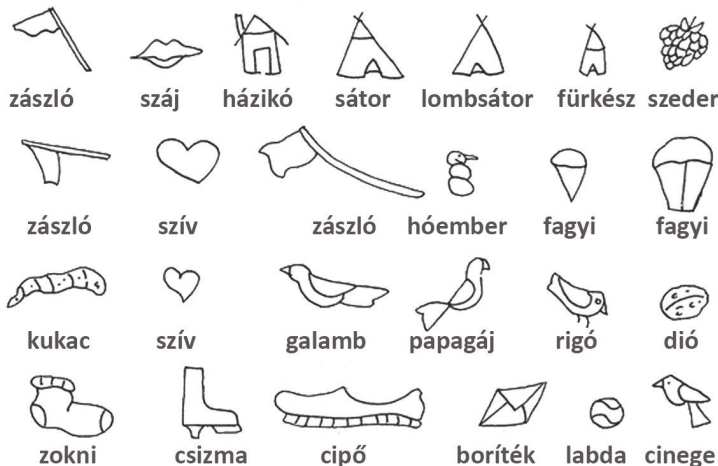 zászló száj házikó sátor lombsátor fürkész szeder
zászló szív zászló hóember fagyi fagyi
kukac szív galamb papagáj rigó dió
zokni csizma cipő boríték labda cinege